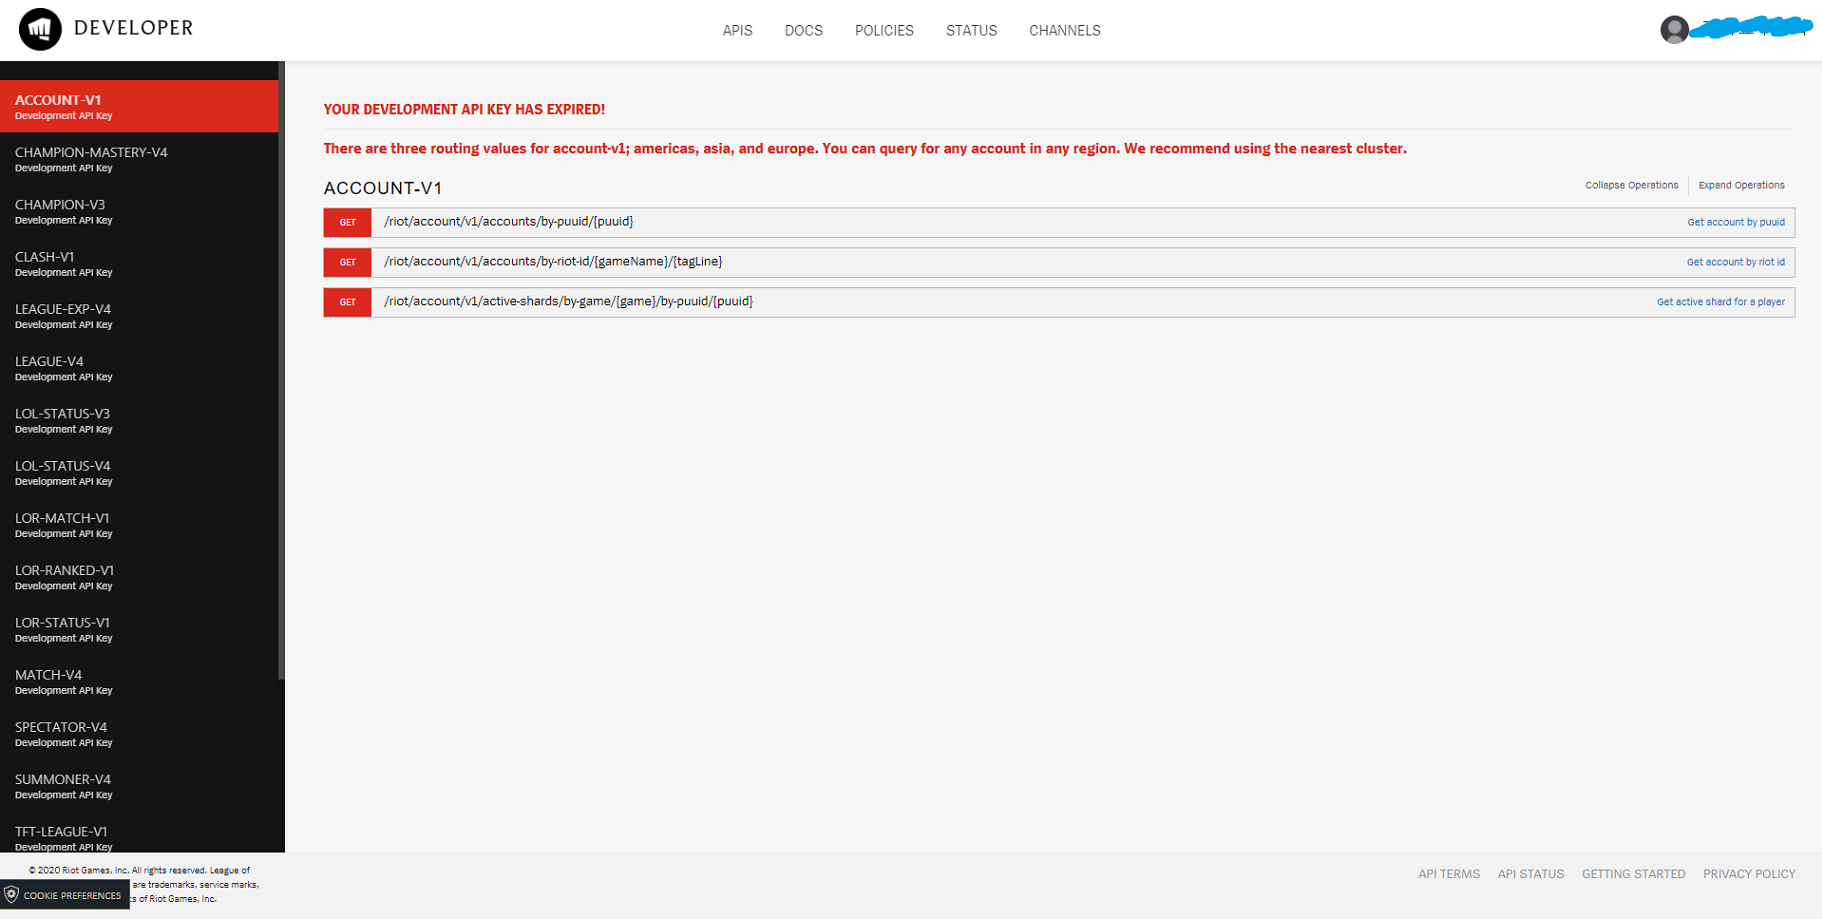 DEVELOPER
APIS
DOCS
POLICIES
STATUS
CHANNELS
ACCOUNT-V1
Development API Key
CHAMPION-MASTERY-V4
Development API Key
CHAMPION-V3
Development API Key
CLASH-V1
Development API Key
LEAGUE-EXP-V4
Development API Key
LEAGUE-V4
Development API Key
LOL-STATUS-V3
Development API Key
LOL-STATUS-V4
Development API Key
LOR-MATCH-V1
Development API Key
LOR-RANKED-V1
Development API Key
LOR-STATUS-V1
Development API Key
MATCH-V4
Development API Key
SPECTATOR-V4
Development API Key
SUMMONER-V4
Development API Key
TFT-LEAGUE-V1
Development API Key
YOUR DEVELOPMENT API KEY HAS EXPIRED!
There are three routing values for account-v1; americas, asia, and europe. You can query for any account in any region. We recommend using the nearest cluster.
ACCOUNT-V1
Collapse Operations
Expand Operations
GET /riot/account/v1/accounts/by-puuid/{puuid} Get account by puuid
GET /riot/account/v1/accounts/by-riot-id/{gameName}/{tagLine} Get account by riot id
GET /riot/account/v1/active-shards/by-game/{game}/by-puuid/{puuid} Get active shard for a player
© 2020 Riot Games, Inc. All rights reserved. League of
are trademarks, service marks,
of Riot Games, Inc.
COOKIE PREFERENCES
API TERMS
API STATUS
GETTING STARTED
PRIVACY POLICY